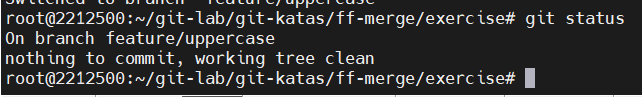 Switched to branch 'feature/uppercase'
root@2212500:~/git-lab/git-katas/ff-merge/exercise# git status
On branch feature/uppercase
nothing to commit, working tree clean
root@2212500:~/git-lab/git-katas/ff-merge/exercise#